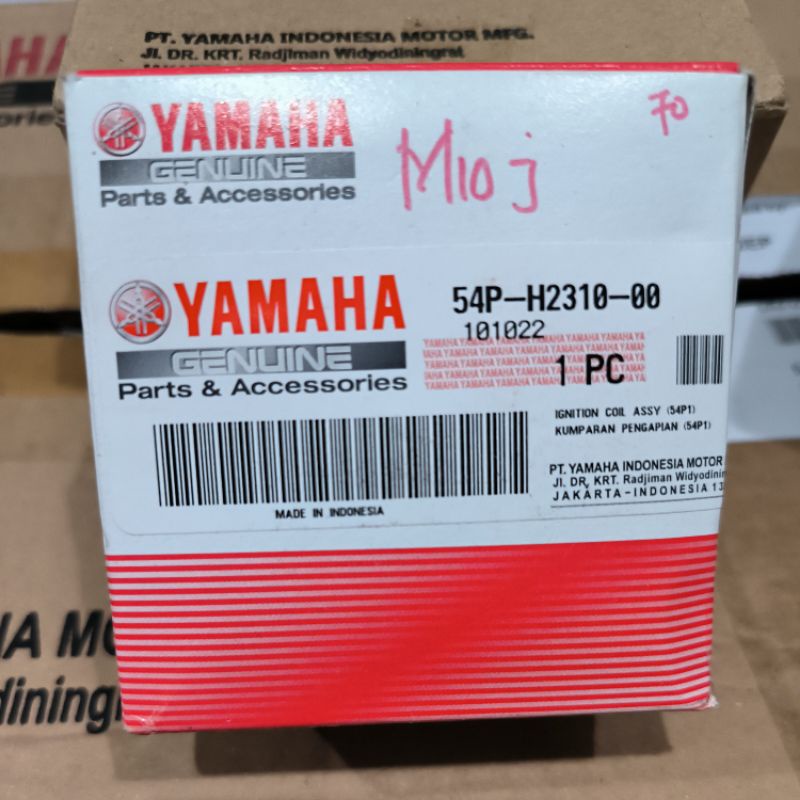 PT. YAMAHA INDONESIA MOTOR MFG.
Jl. DR. KRT. Radjiman Widyodiningrat
YAMAHA
GENUINE
Parts & Accessories
Mio j
70
YAMAHA
GENUINE
Parts & Accessories
54P-H2310-00
101022
1 PC
IGNITION COIL ASSY (54P1)
KUMPARAN PENGAPIAN (54P1)
PT. YAMAHA INDONESIA MOTOR
Jl. DR. KRT. Radjiman Widyodinin
JAKARTA-INDONESIA 13
MADE IN INDONESIA